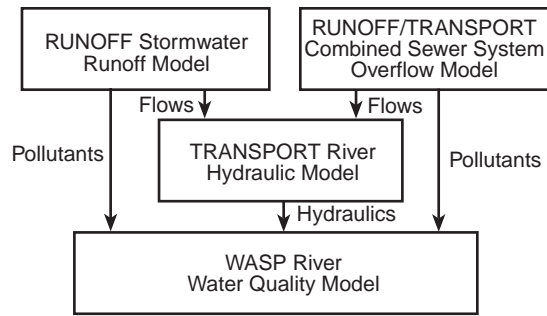 RUNOFF Stormwater
Runoff Model
RUNOFF/TRANSPORT
Combined Sewer System
Overflow Model
Flows
Flows
Pollutants
TRANSPORT River
Hydraulic Model
Pollutants
Hydraulics
WASP River
Water Quality Model